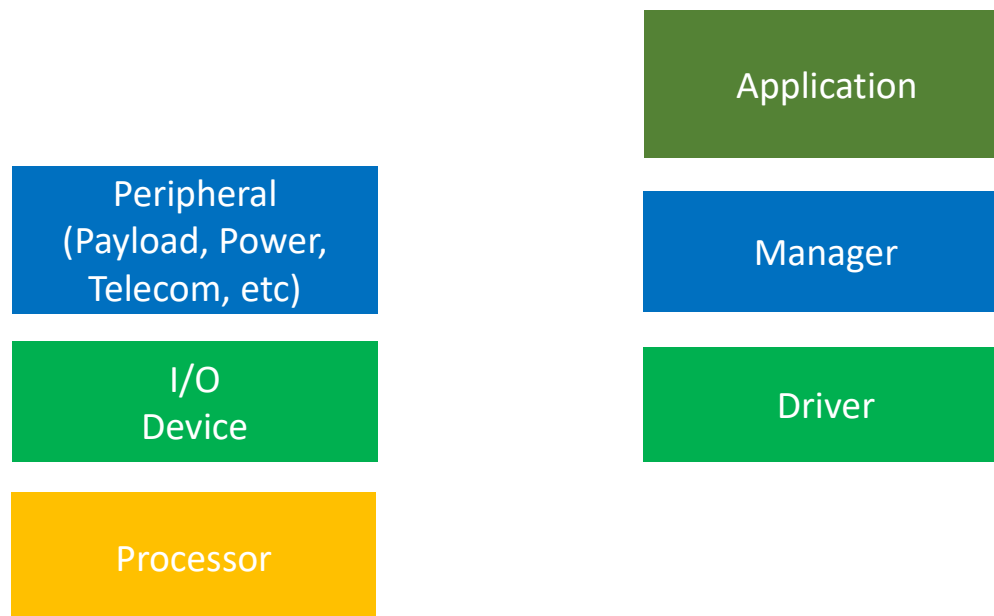 Application
Peripheral
(Payload, Power,
Telecom, etc)
Manager
I/O
Device
Driver
Processor